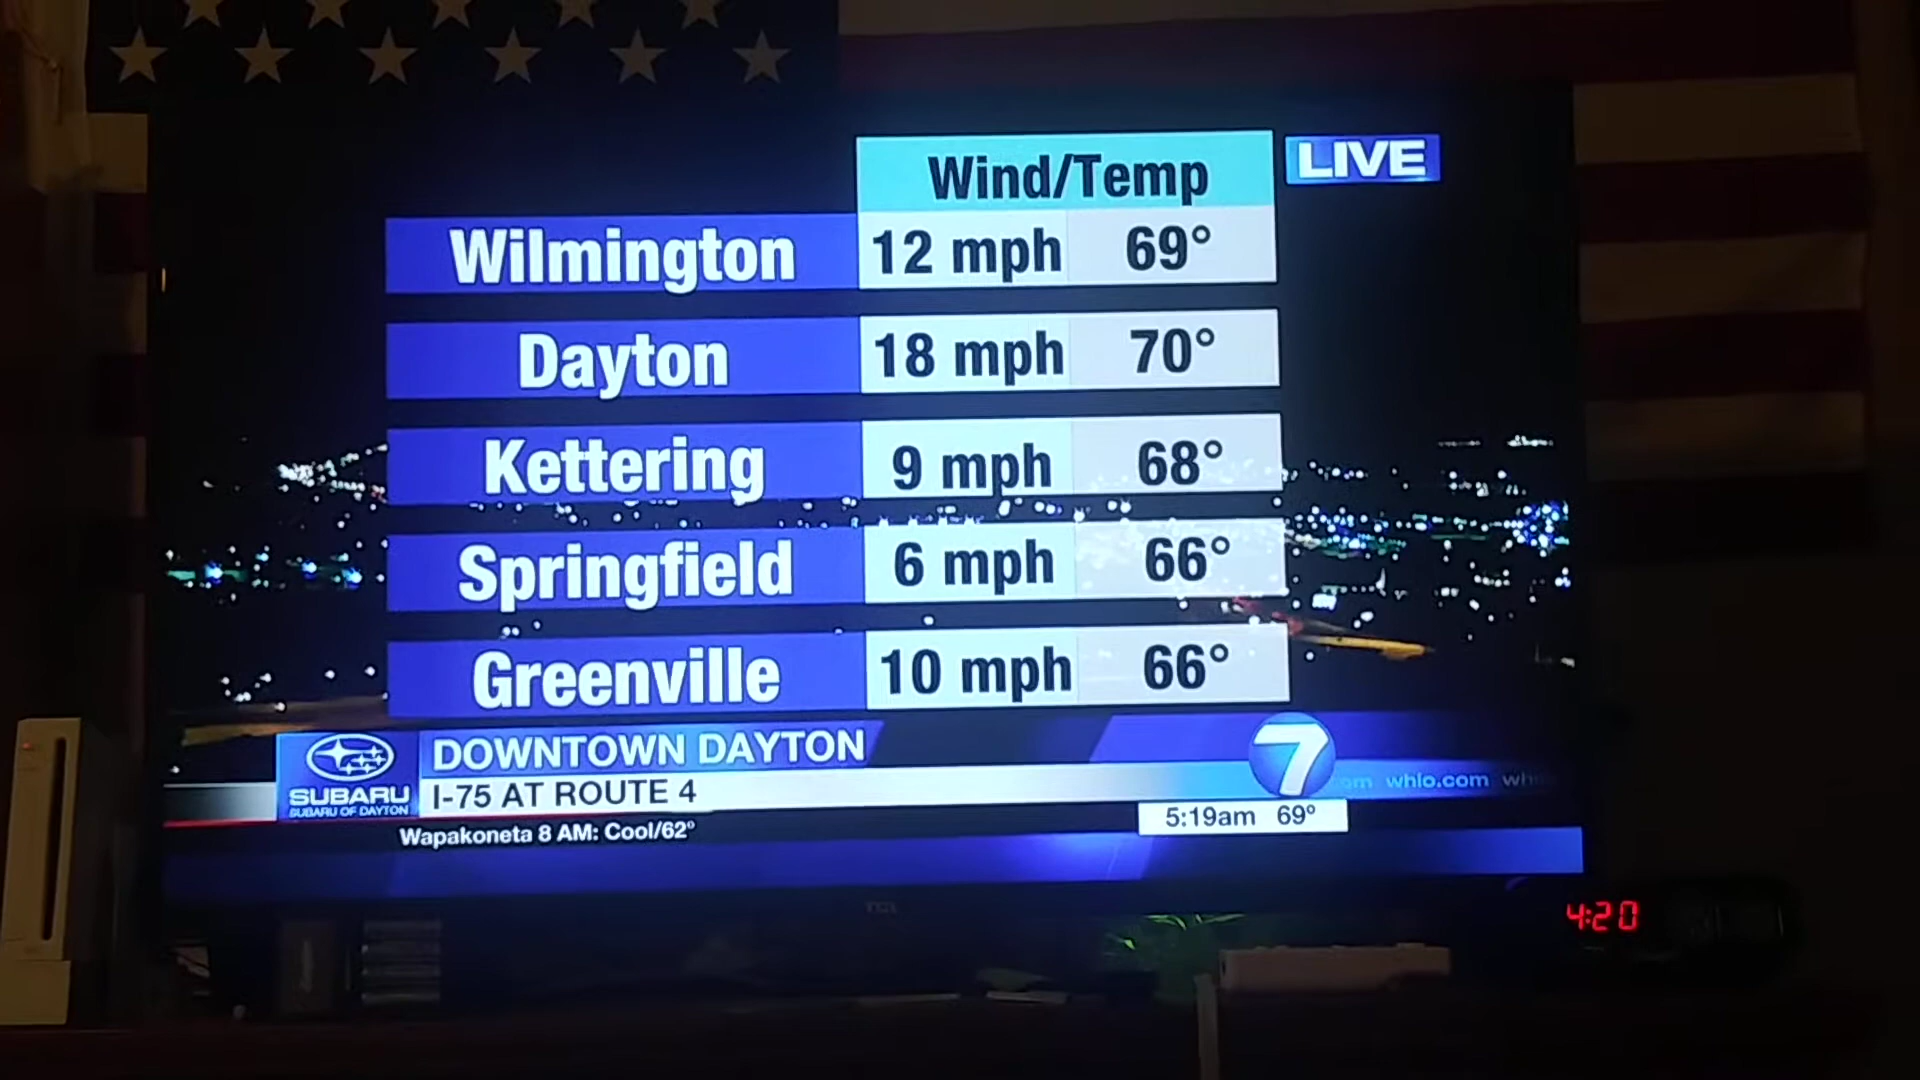 Wind/Temp
LIVE
Wilmington 12 mph 69°
Dayton 18 mph 70°
Kettering 9 mph 68°
Springfield 6 mph 66°
Greenville 10 mph 66°
DOWNTOWN DAYTON
7
SUBARU
SUBARU OF DAYTON
I-75 AT ROUTE 4
whio.com
5:19am 69°
Wapakoneta 8 AM: Cool/62°
TCL
4:20